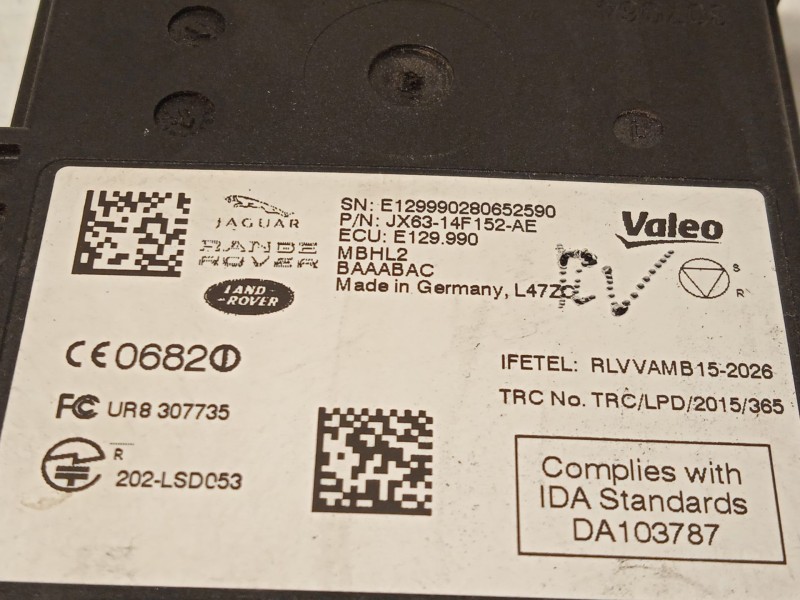 JAGUAR
RANGE
ROVER
LAND
-ROVER
SN: E129990280652590
P/N: JX63-14F152-AE
ECU: E129.990
MBHL2
BAAABAC
Made in Germany, L47ZC
Valeo
RV
S
R
CE0682
IFETEL: RLVVAMB15-2026
TRC No. TRC/LPD/2015/365
FC UR8 307735
R
202-LSD053
Complies with
IDA Standards
DA103787